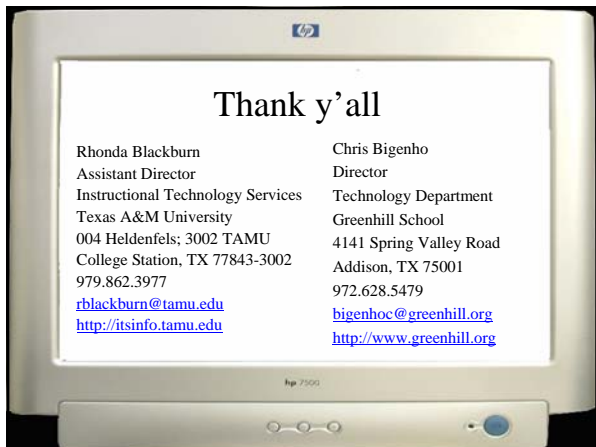 hp
Thank y'all
Rhonda Blackburn
Assistant Director
Instructional Technology Services
Texas A&M University
004 Heldenfels; 3002 TAMU
College Station, TX 77843-3002
979.862.3977
rblackburn@tamu.edu
http://itsinfo.tamu.edu
Chris Bigenho
Director
Technology Department
Greenhill School
4141 Spring Valley Road
Addison, TX 75001
972.628.5479
bigenhoc@greenhill.org
http://www.greenhill.org
hp 7500